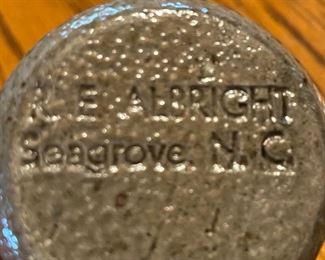 R. E. ALBRIGHT
Seagrove, N. C.